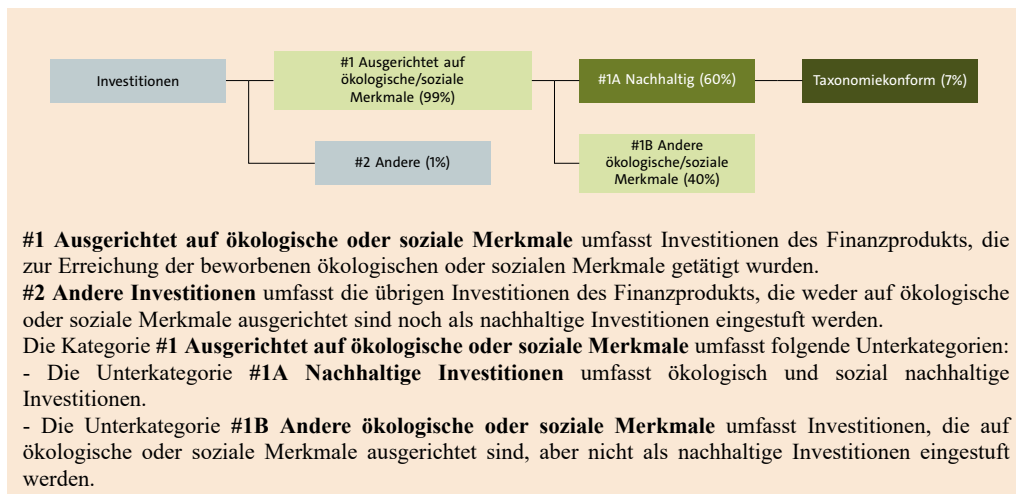 Investitionen
#1 Ausgerichtet auf
ökologische/soziale
Merkmale (99%)
#1A Nachhaltig (60%)
Taxonomiekonform (7%)
#2 Andere (1%)
#1B Andere
ökologische/soziale
Merkmale (40%)
#1 Ausgerichtet auf ökologische oder soziale Merkmale umfasst Investitionen des Finanzprodukts, die
zur Erreichung der beworbenen ökologischen oder sozialen Merkmale getätigt wurden.
#2 Andere Investitionen umfasst die übrigen Investitionen des Finanzprodukts, die weder auf ökologische
oder soziale Merkmale ausgerichtet sind noch als nachhaltige Investitionen eingestuft werden.
Die Kategorie #1 Ausgerichtet auf ökologische oder soziale Merkmale umfasst folgende Unterkategorien:
- Die Unterkategorie #1A Nachhaltige Investitionen umfasst ökologisch und sozial nachhaltige
Investitionen.
- Die Unterkategorie #1B Andere ökologische oder soziale Merkmale umfasst Investitionen, die auf
ökologische oder soziale Merkmale ausgerichtet sind, aber nicht als nachhaltige Investitionen eingestuft
werden.